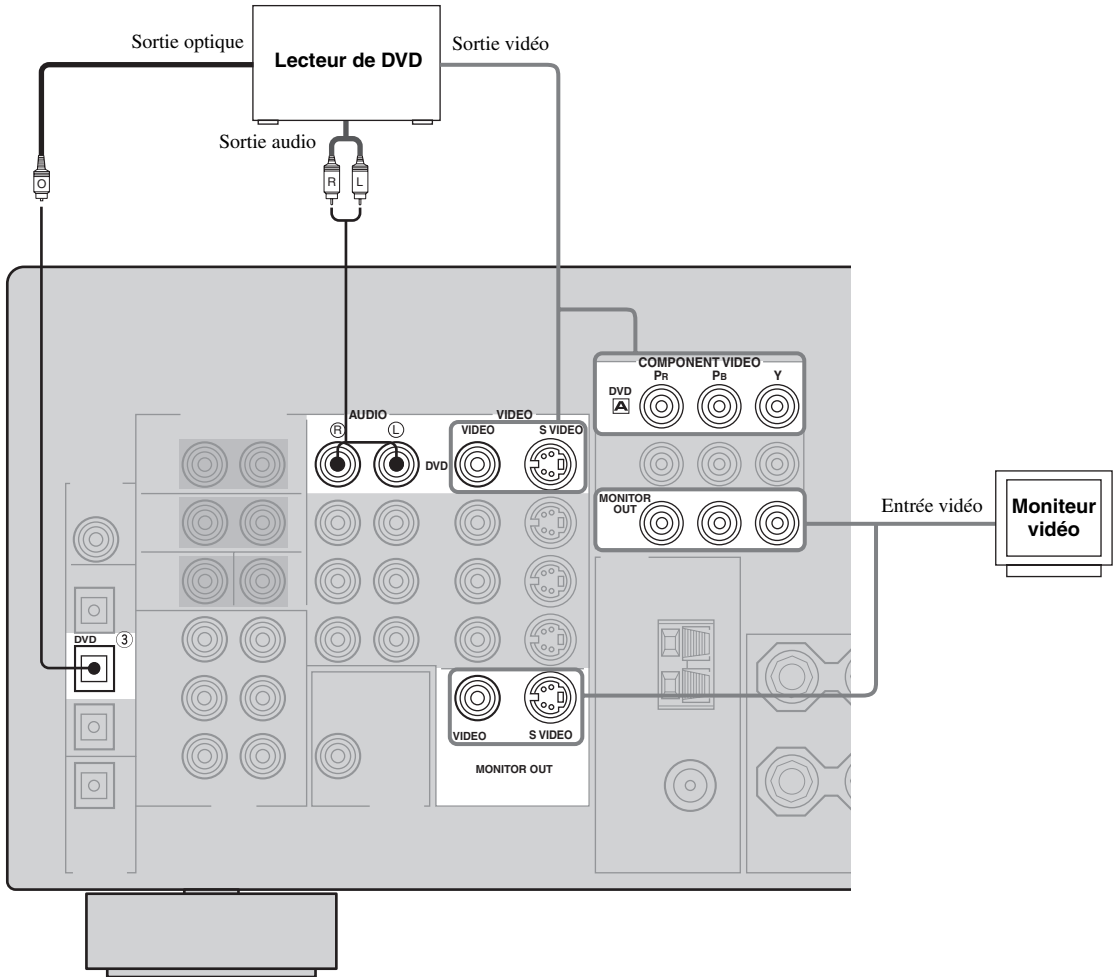 Sortie optique
Lecteur de DVD
Sortie vidéo
Sortie audio
O
R L
COMPONENT VIDEO
PR PB Y
DVD
A
AUDIO
R L
VIDEO
VIDEO S VIDEO
DVD
MONITOR
OUT
Entrée vidéo
Moniteur
vidéo
DVD 3
VIDEO S VIDEO
MONITOR OUT